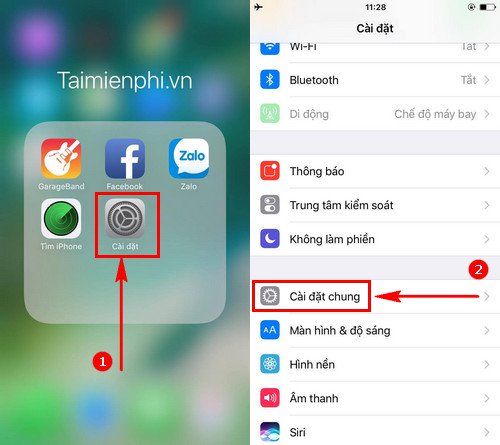 Taimienphi.vn
GarageBand
Facebook
Zalo
Zalo
Tìm iPhone
Cài đặt
1
11:28
Cài đặt
Wi-Fi
Tắt
Bluetooth
Tắt
Di động
Chế độ máy bay
Thông báo
Trung tâm kiểm soát
Không làm phiền
2
Cài đặt chung
Màn hình & độ sáng
AA
Hình nền
Âm thanh
Siri